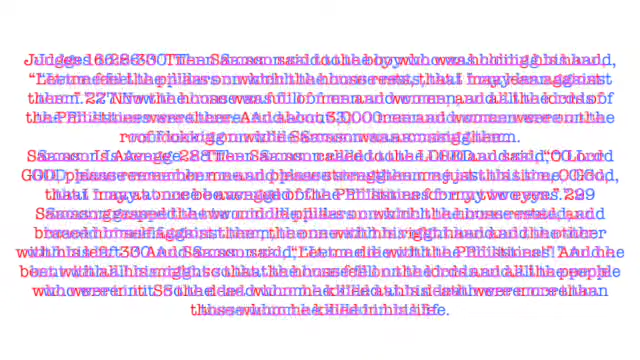 Judges 16:26-30 Then Samson said to the boy who was holding his hand,
“Let me feel the pillars on which the house rests, that I may lean against
them.” 27 Now the house was full of men and women, and all the lords of
the Philistines were there. And about 3,000 men and women were on the
roof looking on while Samson was amusing them.
Samson Is 28 Then Samson called to the LORD and said, “O Lord
GOD, please remember me and please strengthen me just this time, O God,
that I may at once be avenged of the Philistines for my two eyes.” 29
Samson grasped the two middle pillars on which the house rested, and
braced himself against them, the one with his right hand and the other
with his left. 30 And Samson said, “Let me die with the Philistines!” And he
with all his might so that the house fell on the lords and all the people
who were in it. So the dead whom he killed at his death were more than
those whom he killed in his life.